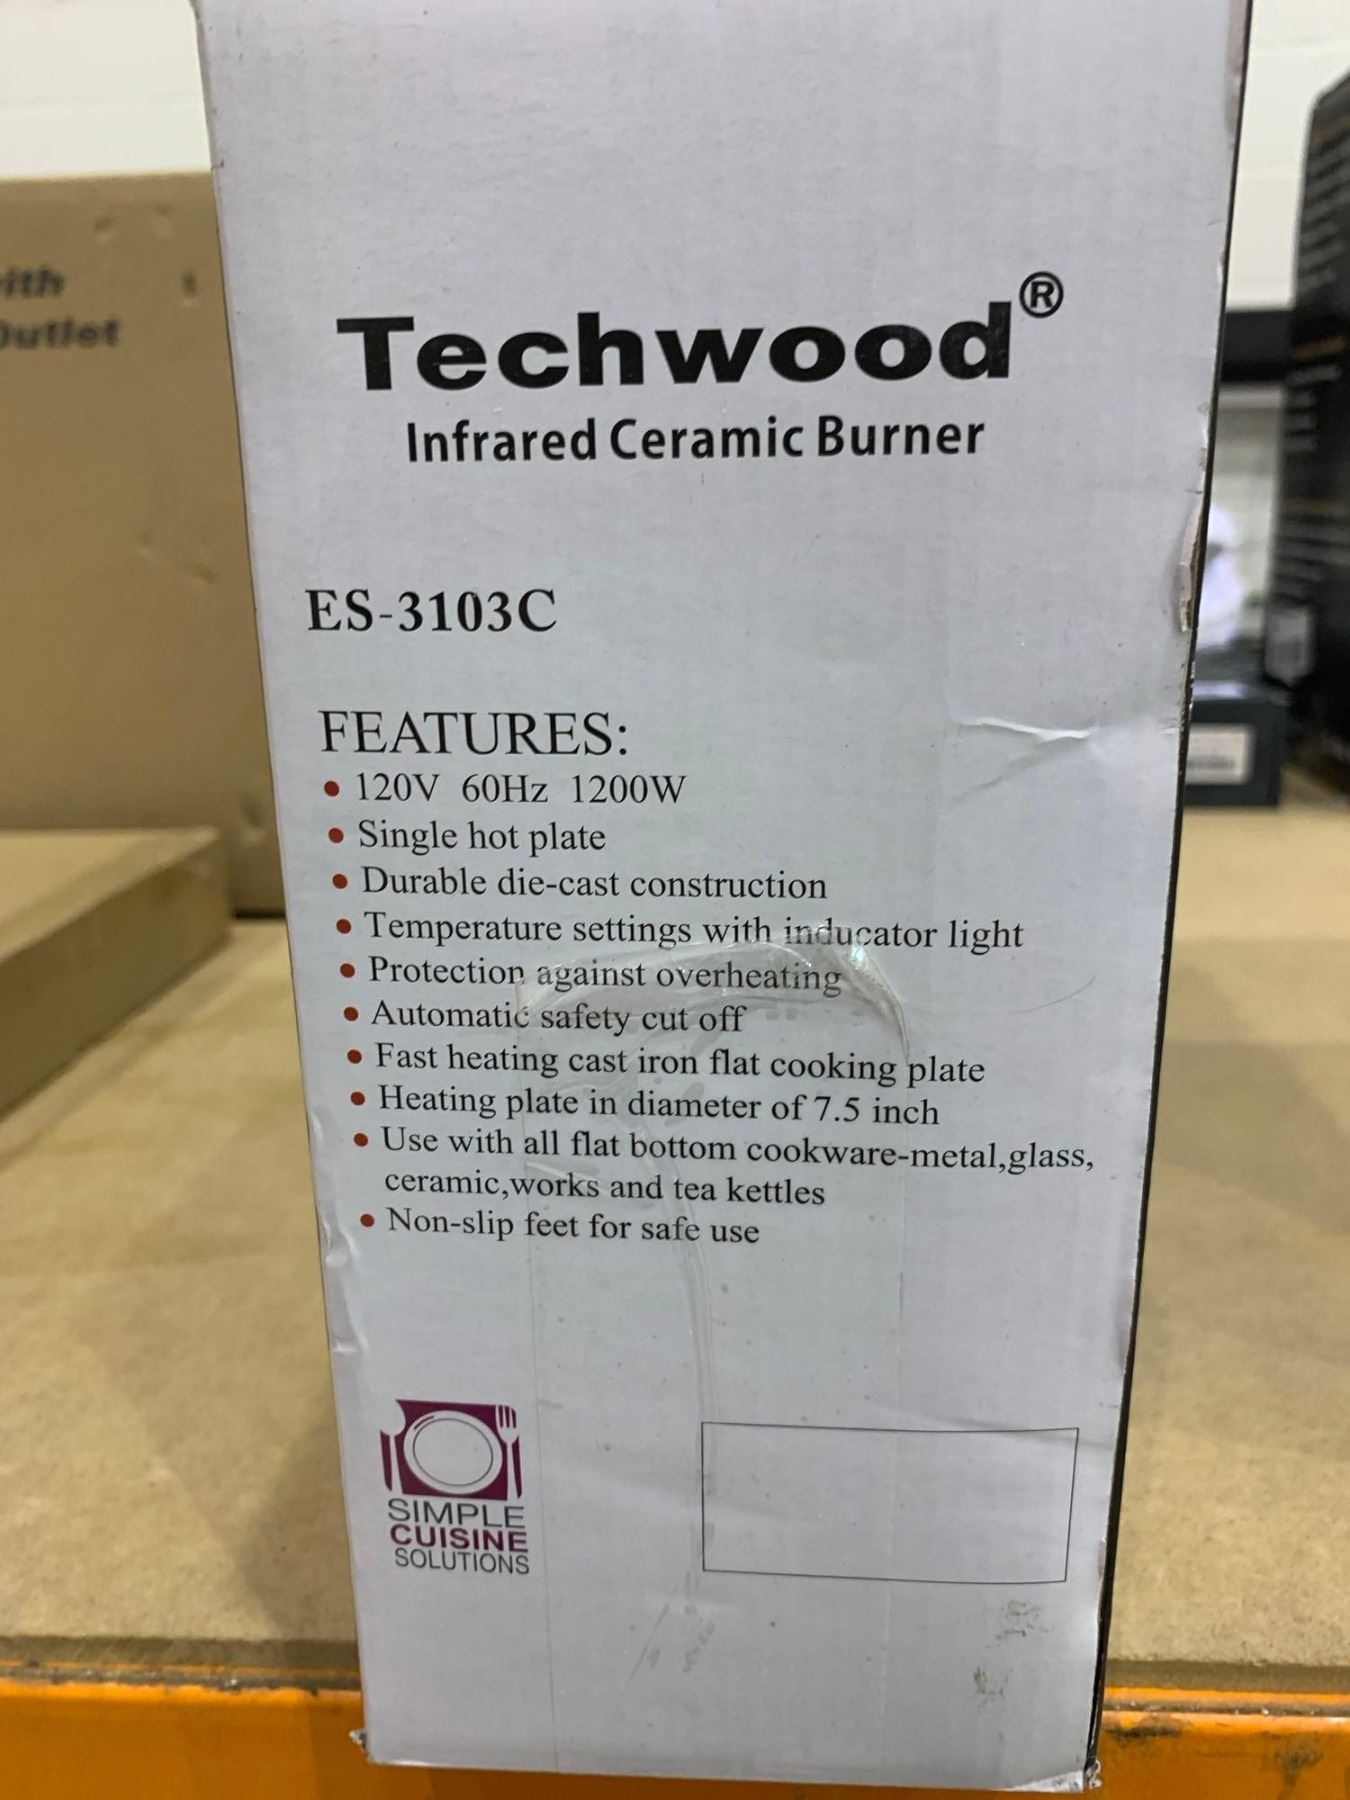 ith
Outlet
Techwood®
Infrared Ceramic Burner
ES-3103C
FEATURES:
• 120V 60Hz 1200W
• Single hot plate
• Durable die-cast construction
• Temperature settings with inducator light
• Protection against overheating
• Automatic safety cut off
• Fast heating cast iron flat cooking plate
• Heating plate in diameter of 7.5 inch
• Use with all flat bottom cookware-metal,glass,
ceramic,works and tea kettles
• Non-slip feet for safe use
SIMPLE
CUISINE
SOLUTIONS